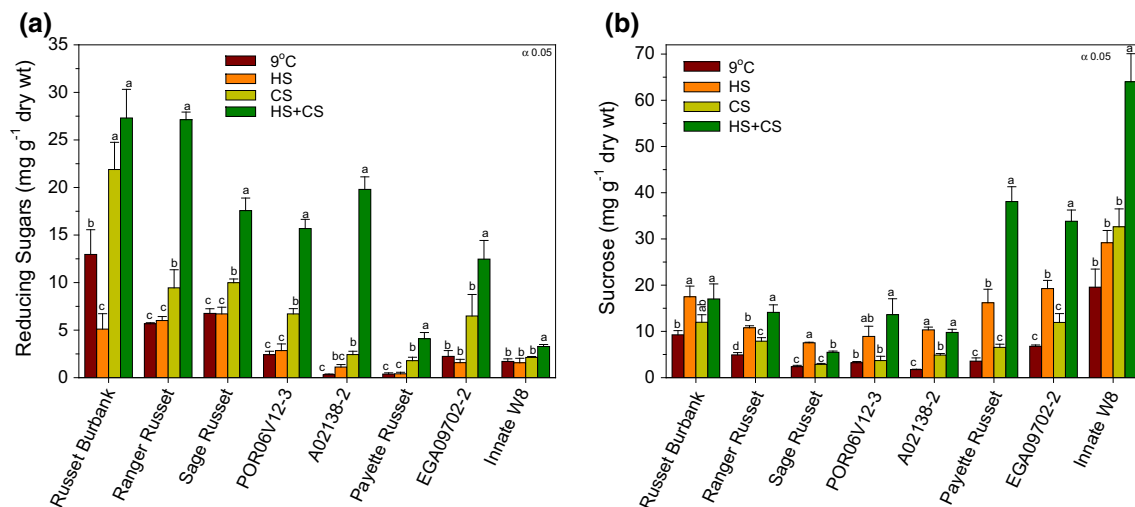 (a)
α 0.05
9°C
HS
CS
HS+CS
Reducing Sugars (mg g⁻¹ dry wt)
35
30
25
20
15
10
5
0
b c a a
c c b a
c c b a
c c b a
c bc b a
c c b a
b b b a
b b b a
Russet Burbank
Ranger Russet
Sage Russet
POR06V12-3
A02138-2
Payette Russet
EGA09702-2
Innate W8
(b)
α 0.05
9°C
HS
CS
HS+CS
Sucrose (mg g⁻¹ dry wt)
70
60
50
40
30
20
10
0
b a ab a
d b c a
c a c b
b ab b a
c a b a
c b c a
c b c a
b b b a
Russet Burbank
Ranger Russet
Sage Russet
POR06V12-3
A02138-2
Payette Russet
EGA09702-2
Innate W8